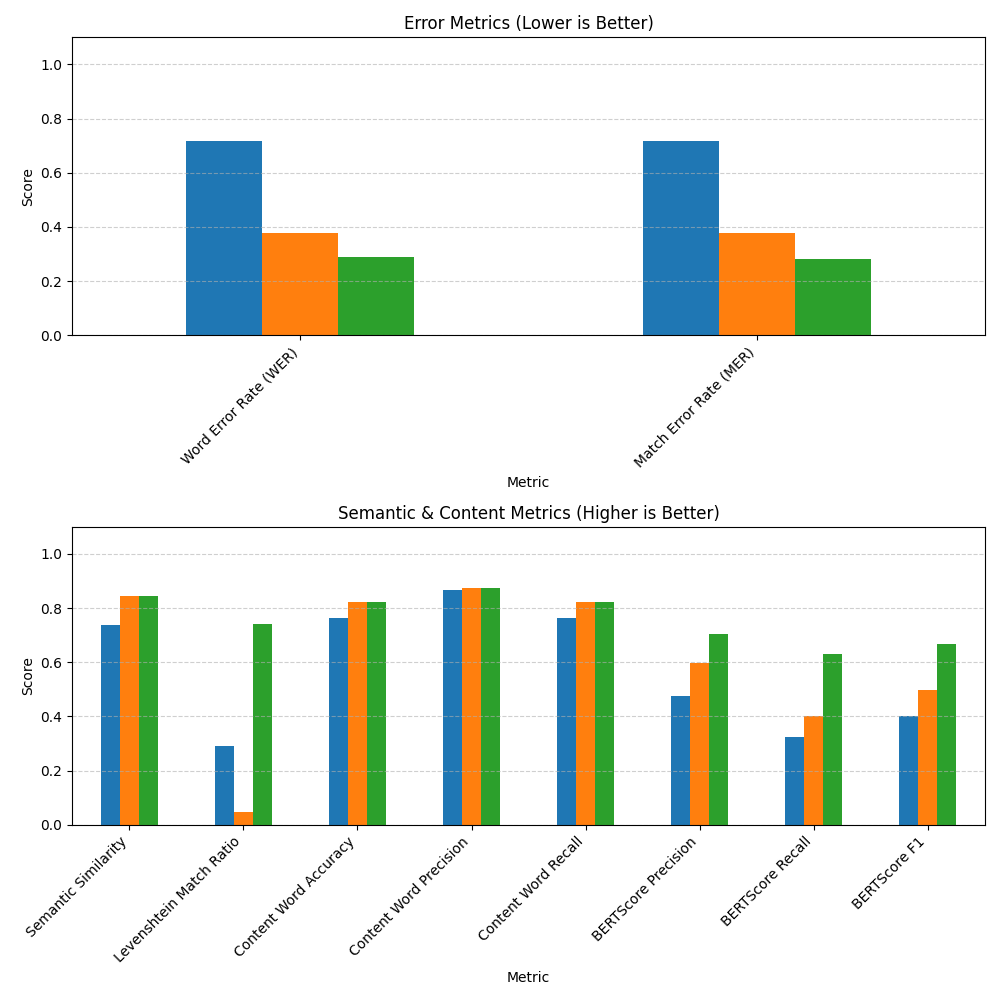 Error Metrics (Lower is Better)
1.0
0.8
0.6
0.4
0.2
0.0
Score
Word Error Rate (WER)
Match Error Rate (MER)
Metric
Semantic & Content Metrics (Higher is Better)
1.0
0.8
0.6
0.4
0.2
0.0
Score
Semantic Similarity
Levenshtein Match Ratio
Content Word Accuracy
Content Word Precision
Content Word Recall
BERTScore Precision
BERTScore Recall
BERTScore F1
Metric